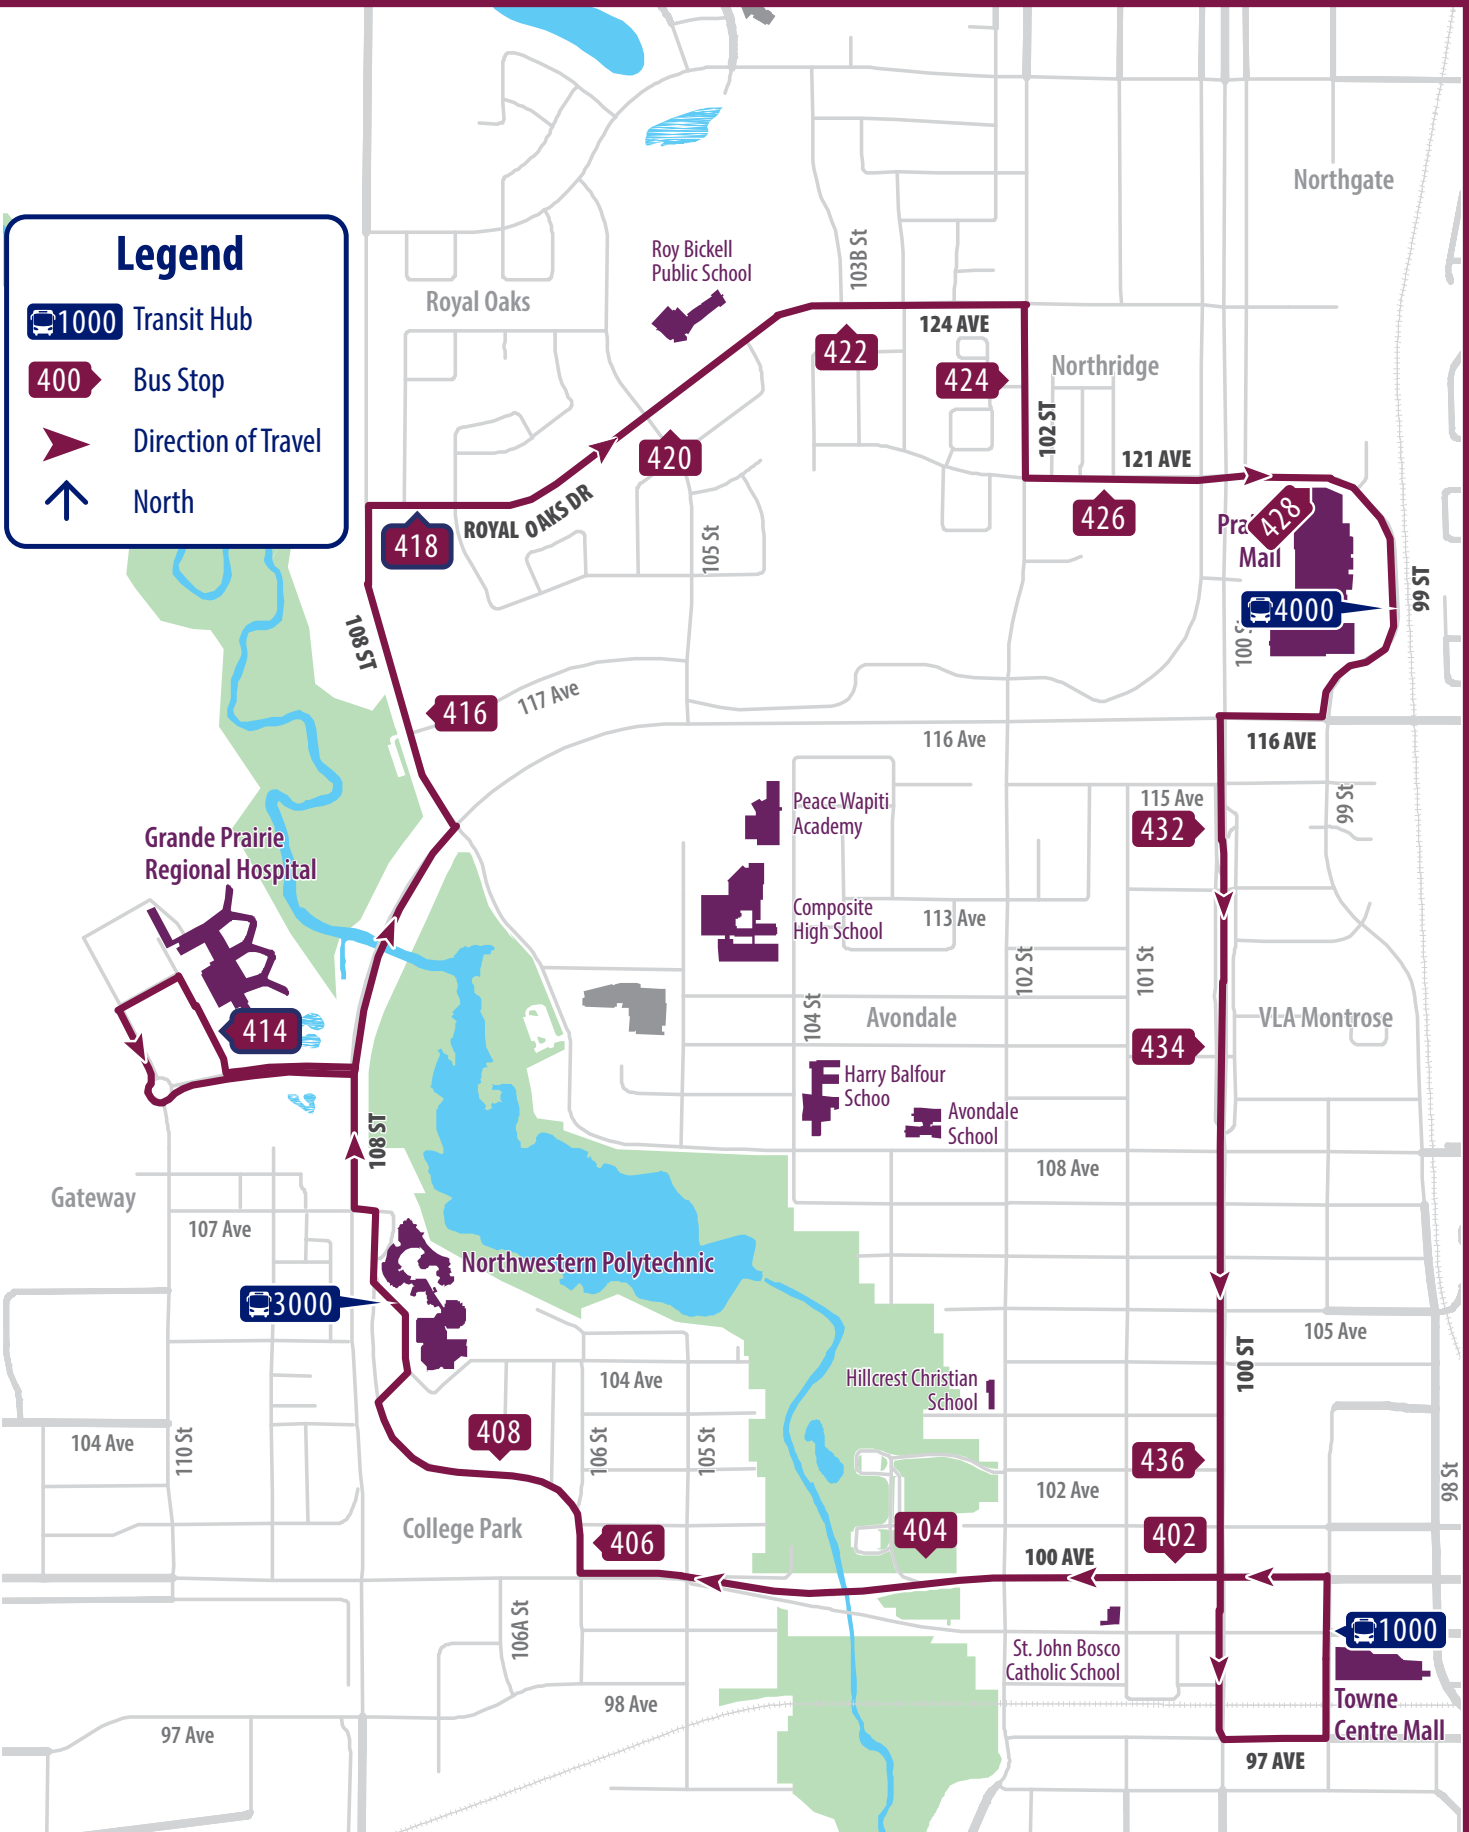 Northgate
Legend
1000 Transit Hub
400 Bus Stop
Direction of Travel
North
Roy Bickell
Public School
103B St
Royal Oaks
124 AVE
422
424
Northridge
102 ST
420
121 AVE
ROYAL OAKS DR
418
426
428
Mall
105 St
4000
99 ST
100
108 ST
416
117 Ave
116 Ave
116 AVE
Peace Wapiti
Academy
115 Ave
432
99 St
Grande Prairie
Regional Hospital
Composite
High School
113 Ave
102 St
101 St
104 St
Avondale
VLA Montrose
414
434
Harry Balfour
Schoo
Avondale
School
108 ST
108 Ave
Gateway
107 Ave
Northwestern Polytechnic
3000
105 Ave
100 ST
104 Ave
Hillcrest Christian
School
408
104 Ave
110 St
106 St
105 St
436
98 St
102 Ave
College Park
406
404
402
100 AVE
106A St
1000
St. John Bosco
Catholic School
98 Ave
Towne
Centre Mall
97 Ave
97 AVE